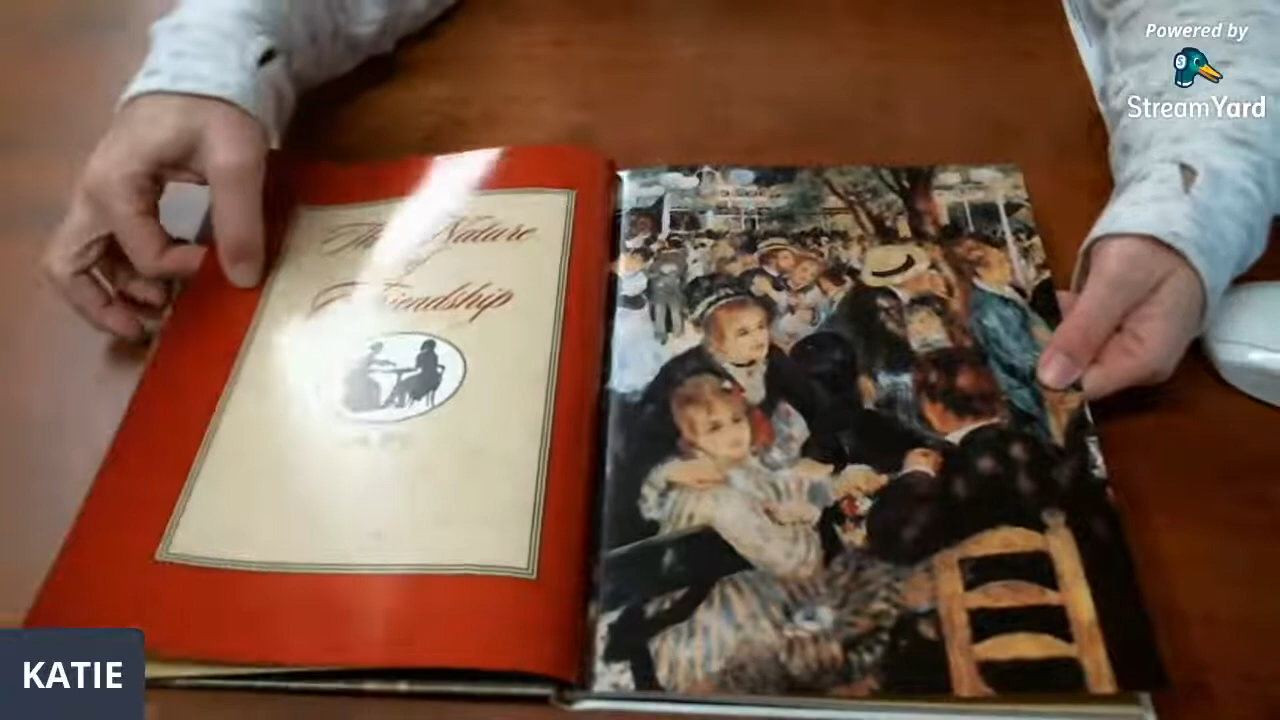 Powered by
StreamYard
The Nature
of
Friendship
KATIE